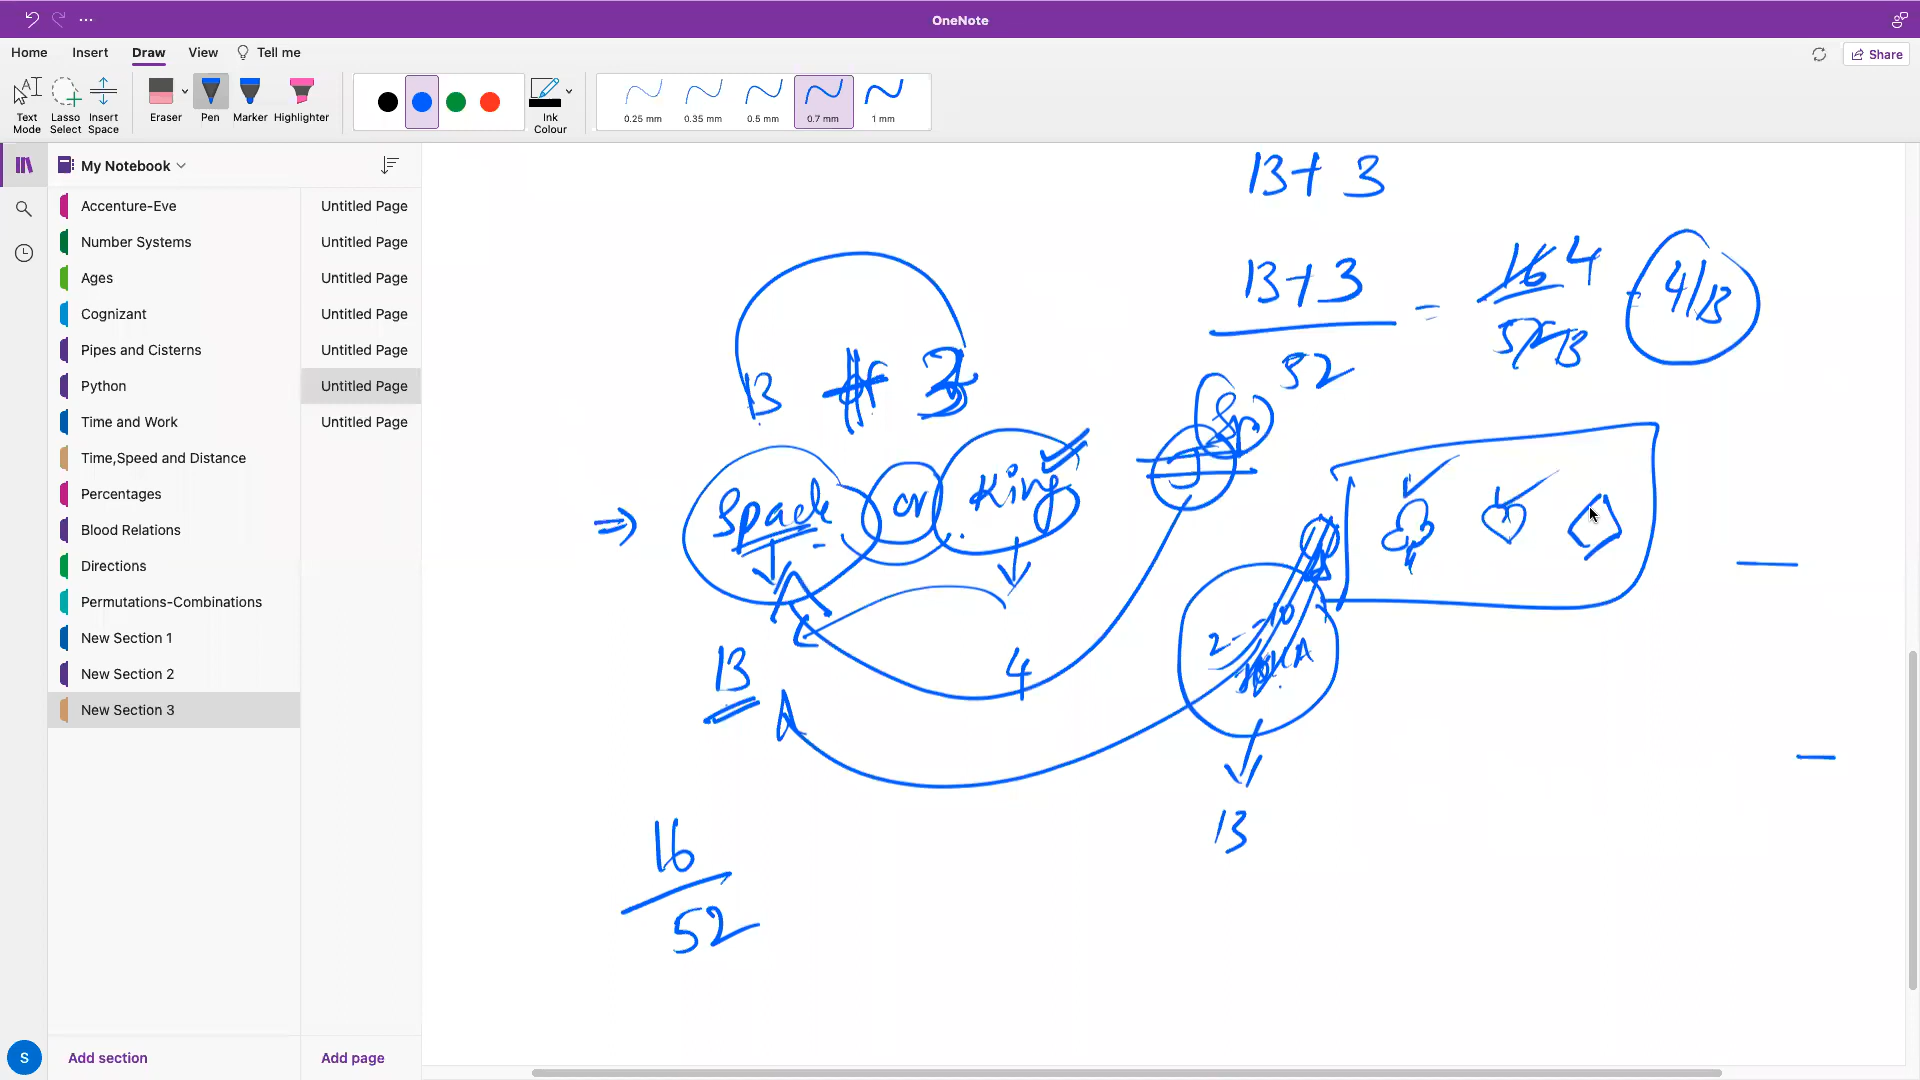 OneNote
Home Insert Draw View Tell me
Share
Text Mode
Lasso Select
Insert Space
Eraser
Pen
Marker
Highlighter
Ink Colour
0.25 mm
0.35 mm
0.5 mm
0.7 mm
1 mm
My Notebook
Accenture-Eve
Number Systems
Ages
Cognizant
Pipes and Cisterns
Python
Time and Work
Time,Speed and Distance
Percentages
Blood Relations
Directions
Permutations-Combinations
New Section 1
New Section 2
New Section 3
Untitled Page
Untitled Page
Untitled Page
Untitled Page
Untitled Page
Untitled Page
Untitled Page
13+ 3
13+3
52
=
16 4
52 13
4/13
13
3
⇒ Spade or King
J
Sp
13
4
2--10
A
13
16
52
S
Add section
Add page